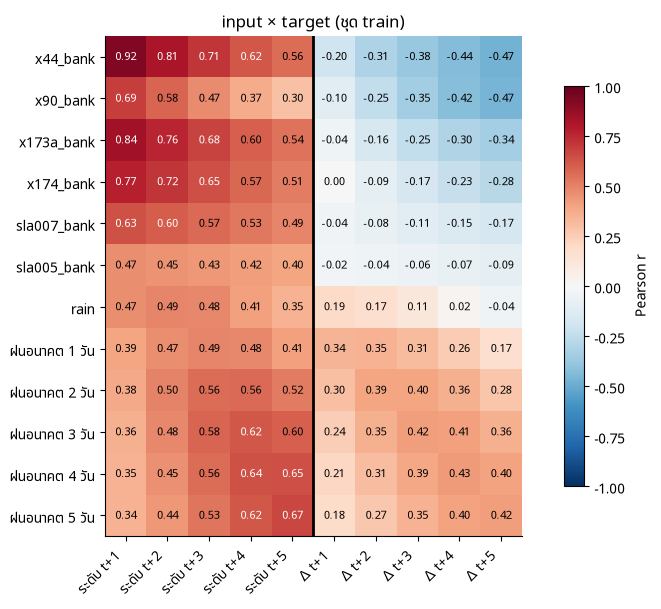 input × target (ชุด train)
x44_bank 0.92 0.81 0.71 0.62 0.56 -0.20 -0.31 -0.38 -0.44 -0.47
x90_bank 0.69 0.58 0.47 0.37 0.30 -0.10 -0.25 -0.35 -0.42 -0.47
x173a_bank 0.84 0.76 0.68 0.60 0.54 -0.04 -0.16 -0.25 -0.30 -0.34
x174_bank 0.77 0.72 0.65 0.57 0.51 0.00 -0.09 -0.17 -0.23 -0.28
sla007_bank 0.63 0.60 0.57 0.53 0.49 -0.04 -0.08 -0.11 -0.15 -0.17
sla005_bank 0.47 0.45 0.43 0.42 0.40 -0.02 -0.04 -0.06 -0.07 -0.09
rain 0.47 0.49 0.48 0.41 0.35 0.19 0.17 0.11 0.02 -0.04
ฝนอนาคต 1 วัน 0.39 0.47 0.49 0.48 0.41 0.34 0.35 0.31 0.26 0.17
ฝนอนาคต 2 วัน 0.38 0.50 0.56 0.56 0.52 0.30 0.39 0.40 0.36 0.28
ฝนอนาคต 3 วัน 0.36 0.48 0.58 0.62 0.60 0.24 0.35 0.42 0.41 0.36
ฝนอนาคต 4 วัน 0.35 0.45 0.56 0.64 0.65 0.21 0.31 0.39 0.43 0.40
ฝนอนาคต 5 วัน 0.34 0.44 0.53 0.62 0.67 0.18 0.27 0.35 0.40 0.42
ระดับ t+1
ระดับ t+2
ระดับ t+3
ระดับ t+4
ระดับ t+5
Δ t+1
Δ t+2
Δ t+3
Δ t+4
Δ t+5
1.00
0.75
0.50
0.25
0.00
-0.25
-0.50
-0.75
-1.00
Pearson r